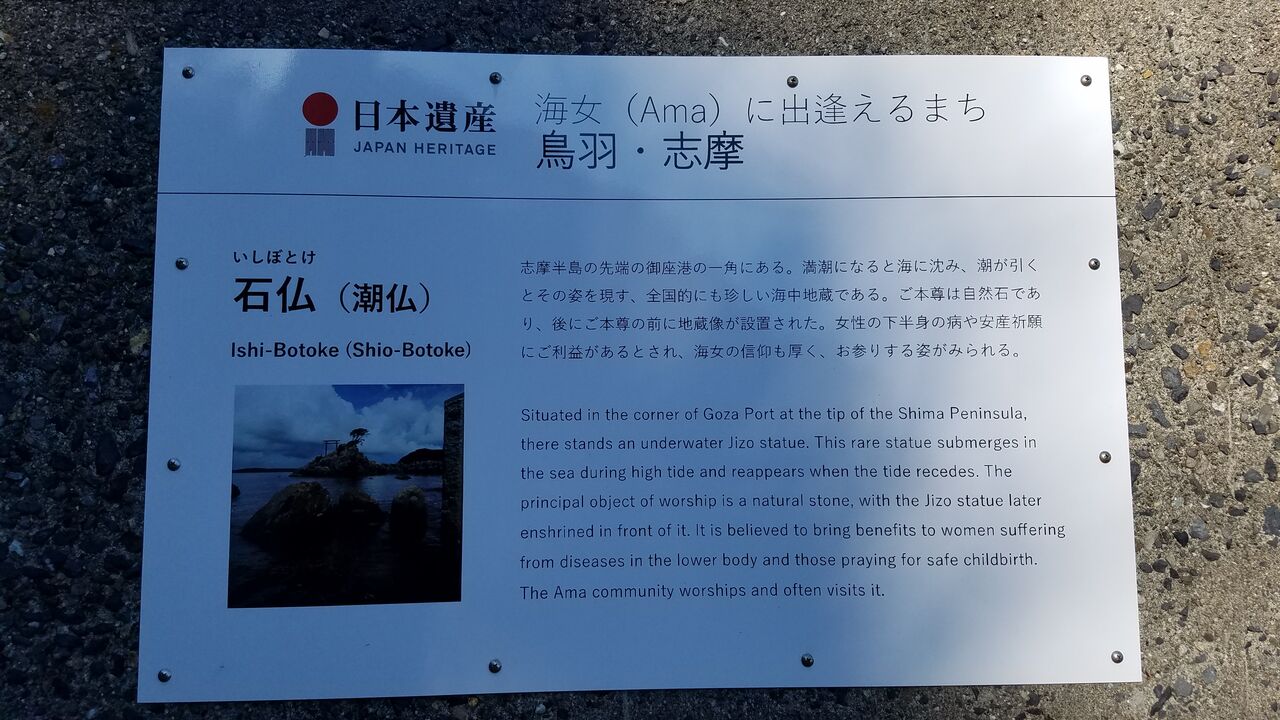 日本遺産
JAPAN HERITAGE
海女（Ama）に出逢えるまち
鳥羽・志摩
いしぼとけ
石仏（潮仏）
Ishi-Botoke (Shio-Botoke)
志摩半島の先端の御座港の一角にある。満潮になると海に沈み、潮が引く
とその姿を現す、全国的にも珍しい海中地蔵である。ご本尊は自然石であ
り、後にご本尊の前に地蔵像が設置された。女性の下半身の病や安産祈願
にご利益があるとされ、海女の信仰も厚く、お参りする姿がみられる。
Situated in the corner of Goza Port at the tip of the Shima Peninsula,
there stands an underwater Jizo statue. This rare statue submerges in
the sea during high tide and reappears when the tide recedes. The
principal object of worship is a natural stone, with the Jizo statue later
enshrined in front of it. It is believed to bring benefits to women suffering
from diseases in the lower body and those praying for safe childbirth.
The Ama community worships and often visits it.